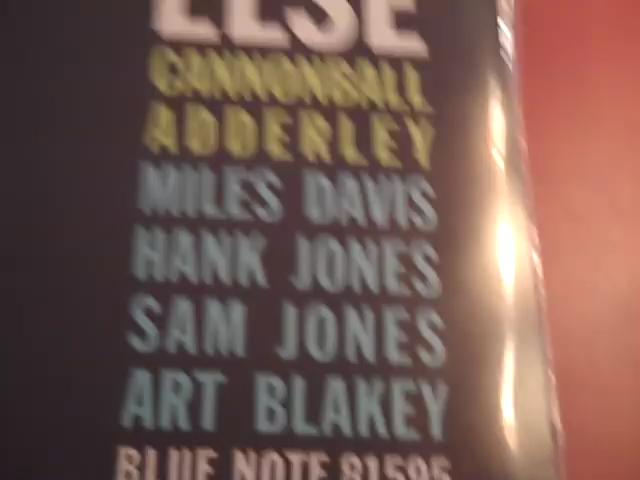 ELSE
CANNONBALL
ADDERLEY
MILES DAVIS
HANK JONES
SAM JONES
ART BLAKEY
BLUE NOTE 81595